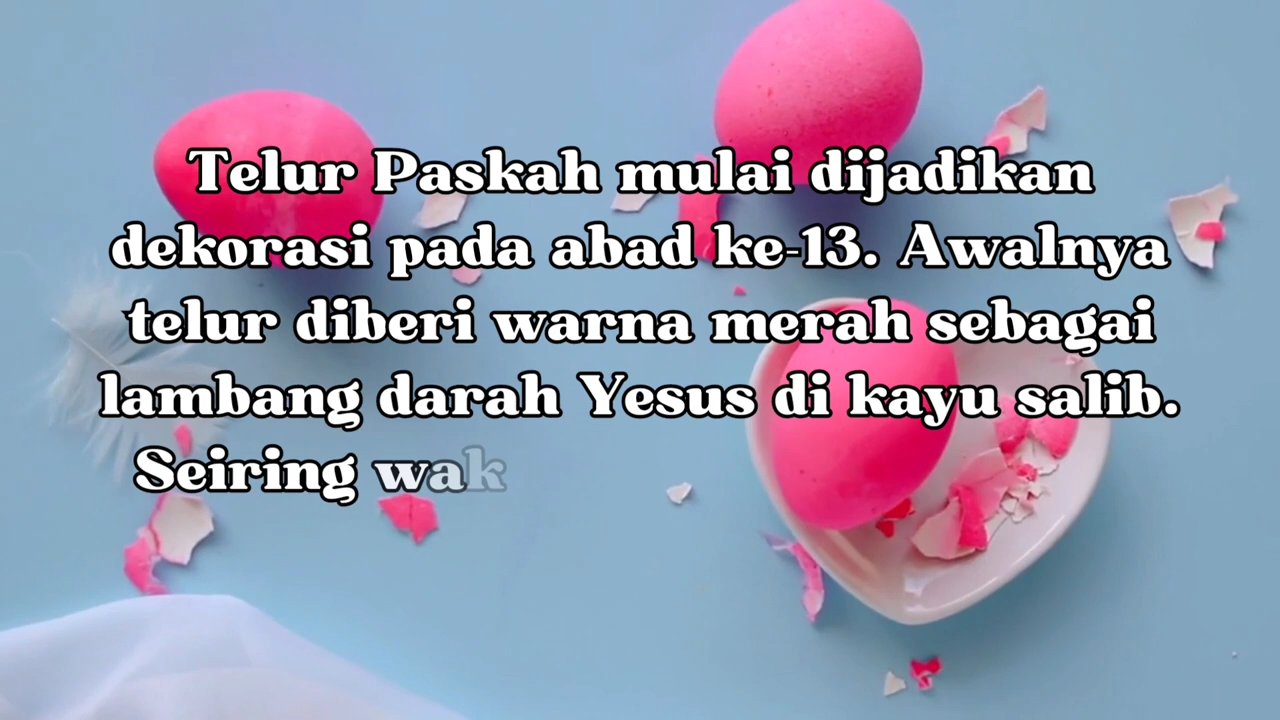 Telur Paskah mulai dijadikan
dekorasi pada abad ke-13. Awalnya
telur diberi warna merah sebagai
lambang darah Yesus di kayu salib.
Seiring wak